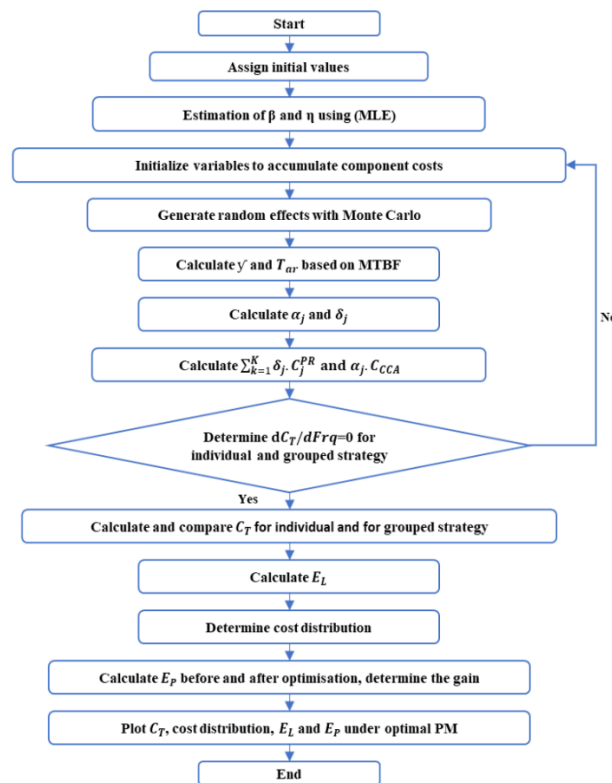 Start
Assign initial values
Estimation of β and η using (MLE)
Initialize variables to accumulate component costs
Generate random effects with Monte Carlo
Calculate ƴ and T_{ar} based on MTBF
Calculate α_j and δ_j
Calculate ∑_{k=1}^{K} δ_j. C_j^{PR} and α_j. C_{CCA}
Determine dC_T/dFrq=0 for
individual and grouped strategy
Yes
Calculate and compare C_T for individual and for grouped strategy
Calculate E_L
Determine cost distribution
Calculate E_P before and after optimisation, determine the gain
Plot C_T, cost distribution, E_L and E_P under optimal PM
End